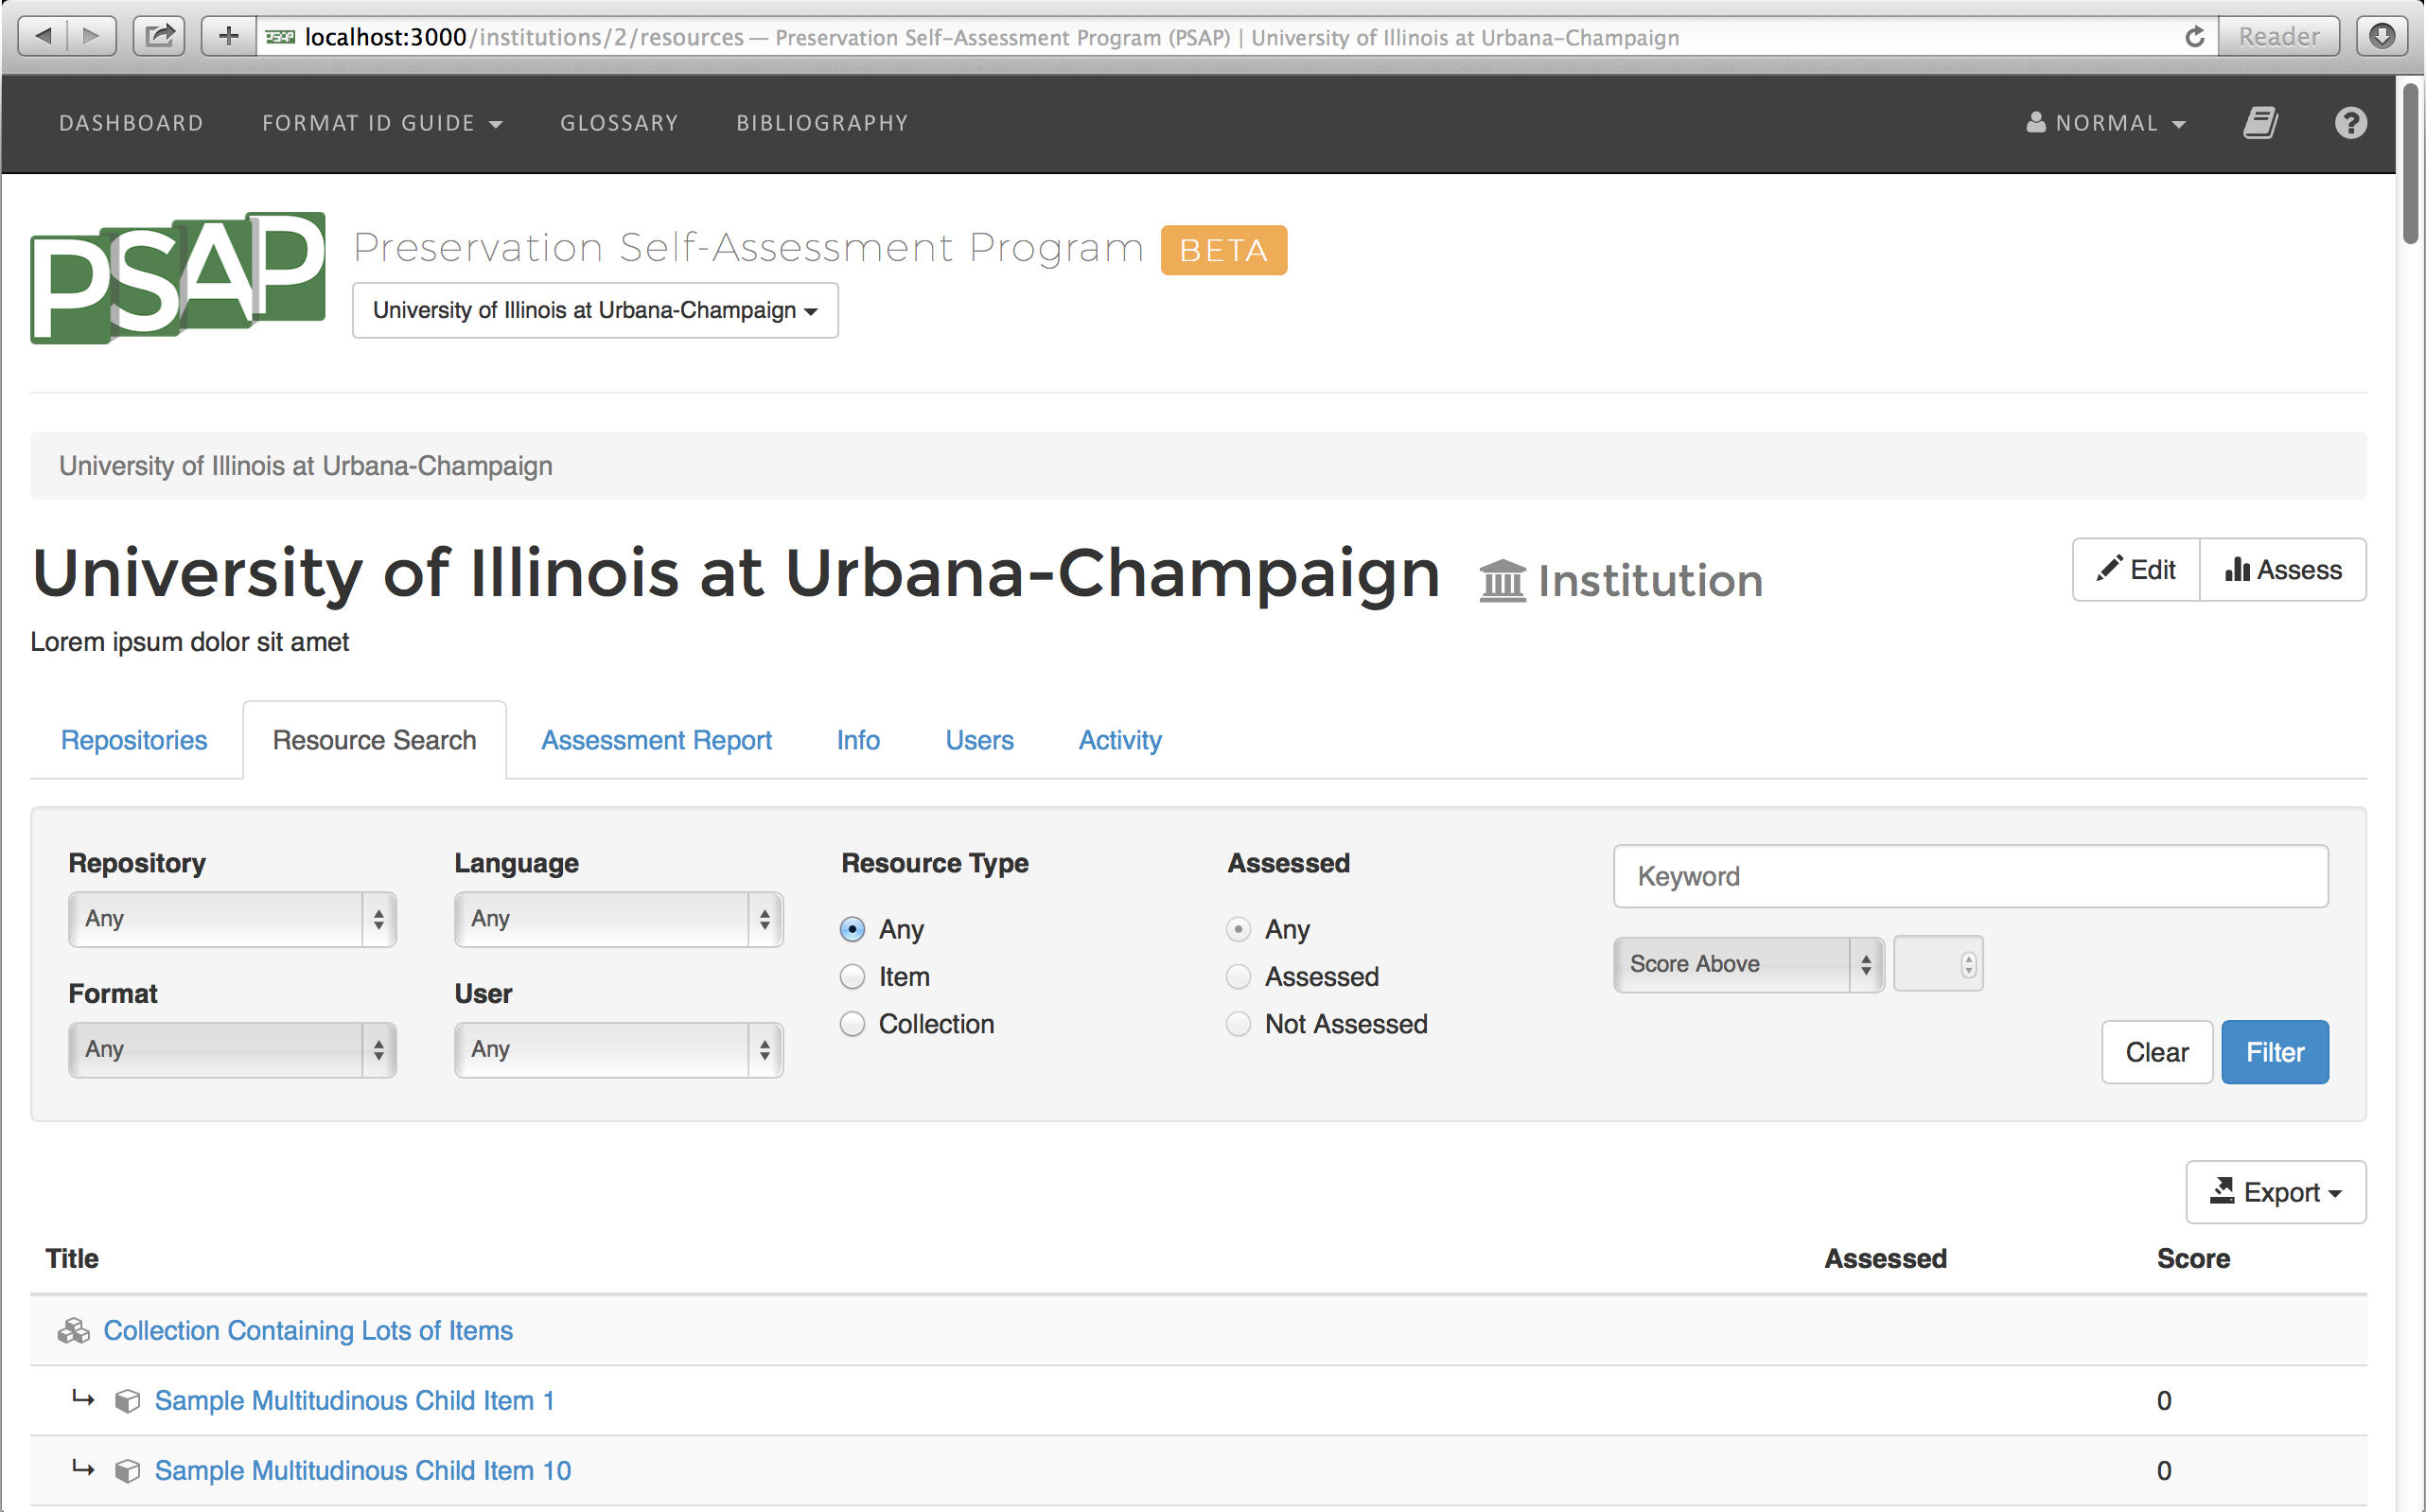 PSAP localhost:3000/institutions/2/resources — Preservation Self-Assessment Program (PSAP) | University of Illinois at Urbana-Champaign Reader
DASHBOARD FORMAT ID GUIDE GLOSSARY BIBLIOGRAPHY NORMAL
PSAP
Preservation Self-Assessment Program BETA
University of Illinois at Urbana-Champaign
University of Illinois at Urbana-Champaign
University of Illinois at Urbana-Champaign Institution
Edit Assess
Lorem ipsum dolor sit amet
Repositories Resource Search Assessment Report Info Users Activity
Repository Language Resource Type Assessed
Keyword
Any Any Any Any
Item Assessed
Score Above
Format User
Collection Not Assessed
Any Any
Clear Filter
Export
Title Assessed Score
Collection Containing Lots of Items
Sample Multitudinous Child Item 1 0
Sample Multitudinous Child Item 10 0